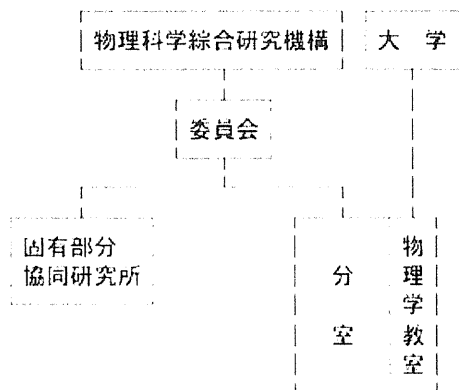 物理科学綜合研究機構
大学
委員会
固有部分
協同研究所
分室
物理学教室